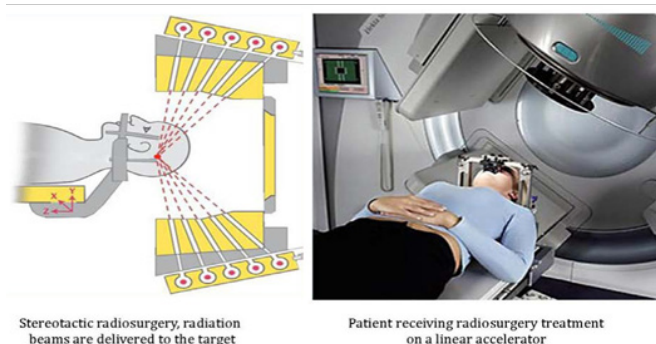 X
Y
Z
Stereotactic radiosurgery, radiation
beams are delivered to the target
Patient receiving radiosurgery treatment
on a linear accelerator